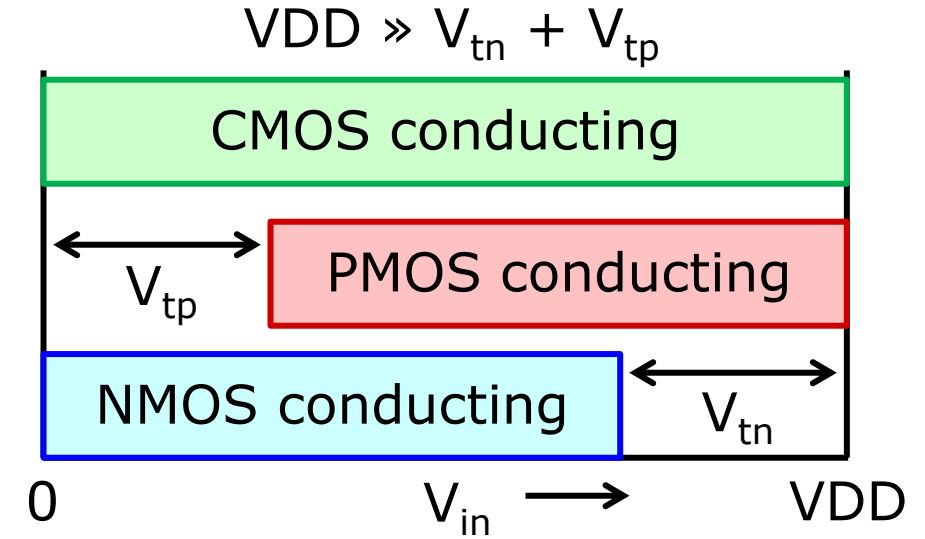 VDD » Vtn + Vtp
CMOS conducting
PMOS conducting
Vtp
NMOS conducting
Vtn
0
Vin →
VDD